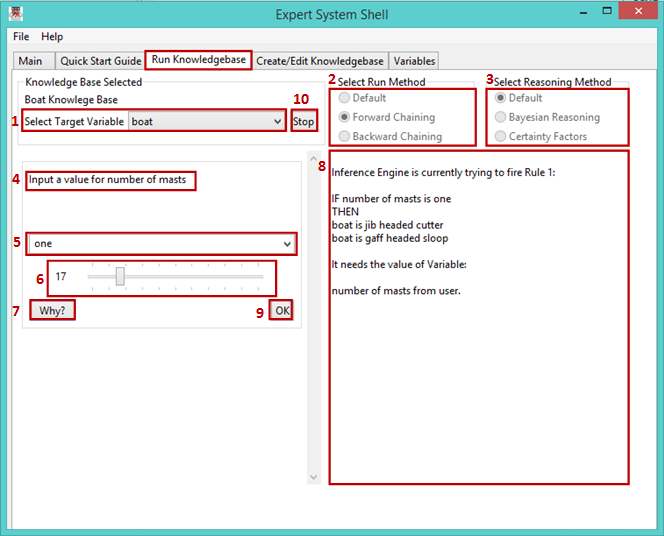 Expert System Shell
File Help
Main Quick Start Guide Run Knowledgebase Create/Edit Knowledgebase Variables
Knowledge Base Selected
Boat Knowlege Base
10
1 Select Target Variable boat Stop
2 Select Run Method
Default
Forward Chaining
Backward Chaining
3 Select Reasoning Method
Default
Bayesian Reasoning
Certainty Factors
4 Input a value for number of masts
5 one
6 17
7 Why?
9 OK
8 Inference Engine is currently trying to fire Rule 1:
IF number of masts is one
THEN
boat is jib headed cutter
boat is gaff headed sloop
It needs the value of Variable:
number of masts from user.